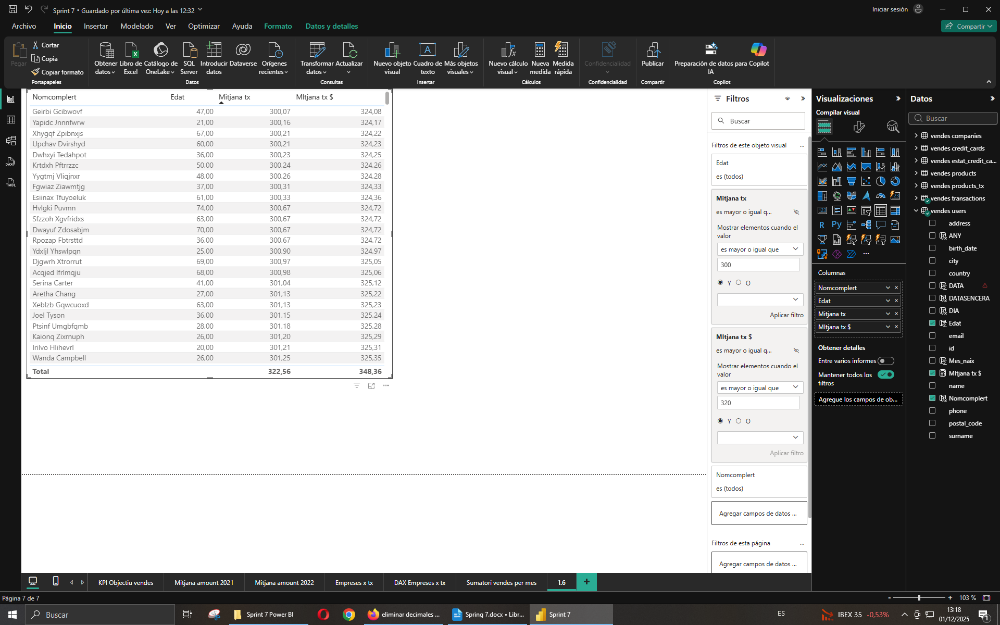 Sprint 7 • Guardado por última vez: Hoy a las 12:32
Iniciar sesión
Archivo Inicio Insertar Modelado Ver Optimizar Ayuda Formato Datos y detalles
Compartir
Pegar
Cortar
Copia
Copiar formato
Portapapeles
Obtener datos
Libro de Excel
Catálogo de OneLake
SQL Server
Introducir datos
Dataverse
Orígenes recientes
Datos
Transformar datos
Actualizar
Consultas
Nuevo objeto visual
Cuadro de texto
Más objetos visuales
Insertar
Nuevo cálculo visual
Nueva medida
Medida rápida
Cálculos
Confidencialidad
Confidencialidad
Publicar
Compartir
Preparación de datos para IA
Copilot
Copilot
Nomcomplert Edat Mitjana tx MItjana tx $
Geirbi Gcibwovf 47,00 300,07 324,08
Yapidc Jnnnfwrw 21,00 300,16 324,17
Xhygqf Zpibnxjs 67,00 300,21 324,22
Upchav Dvirshyd 60,00 300,21 324,23
Dwhxyi Tedahpot 36,00 300,23 324,25
Krtdxh Pftrrzzc 50,00 300,24 324,26
Yygtmj Vliqjnxr 48,00 300,26 324,28
Fgwiaz Ziawmtjg 37,00 300,31 324,33
Esiinax Tfuyoeluk 61,00 300,33 324,36
Hvlgki Puvmn 74,00 300,67 324,72
Sfzzoh Xgvfridxs 63,00 300,67 324,72
Dwayuf Zdosabjm 70,00 300,67 324,72
Rpozap Fbtrsttd 36,00 300,67 324,72
Ydxljl Yhswlpqn 25,00 300,90 324,97
Djgwrh Xtrorrut 69,00 300,97 325,05
Acqjed Ifrlmqju 68,00 300,98 325,06
Serina Carter 41,00 301,04 325,12
Aretha Chang 27,00 301,13 325,22
Xeblzb Gqwcuoxd 63,00 301,13 325,23
Joel Tyson 36,00 301,15 325,24
Ptsinf Umgbfqmb 28,00 301,18 325,28
Kaionq Zixrnuph 26,00 301,20 325,29
Irilvo Hlihevrl 20,00 301,21 325,31
Wanda Campbell 26,00 301,25 325,35
Total 322,56 348,36
Filtros
Buscar
Filtros de este objeto visual ...
Edat
es (todos)
Mitjana tx
es mayor o igual q...
Mostrar elementos cuando el
valor
es mayor o igual que
300
Y O
Aplicar filtro
MItjana tx $
es mayor o igual q...
Mostrar elementos cuando el
valor
es mayor o igual que
320
Y O
Aplicar filtro
Nomcomplert
es (todos)
Agregar campos de datos ...
Filtros de esta página ...
Agregar campos de datos ...
Visualizaciones
Compilar visual
123
R Py
...
Columnas
Nomcomplert
Edat
Mitjana tx
MItjana tx $
Obtener detalles
Entre varios informes
Mantener todos los
filtros
Agregue los campos de ob...
Datos
Buscar
vendes companies
vendes credit_cards
vendes estat_credit_ca...
vendes products
vendes products_tx
vendes transactions
vendes users
address
ANY
birth_date
city
country
DATA
DATASENCERA
DIA
Edat
email
id
Mes_naix
MItjana tx $
name
Nomcomplert
phone
postal_code
surname
DAX
TMDL
KPI Objectiu vendes Mitjana amount 2021 Mitjana amount 2022 Empreses x tx DAX Empreses x tx Sumatori vendes per mes 1.6 +
Página 7 de 7
- + 103 %
Buscar
Sprint 7 Power BI
eliminar decimales ...
Spring 7.docx • Libr...
Sprint 7
ES
IBEX 35 -0,53%
13:18
01/12/2025
1